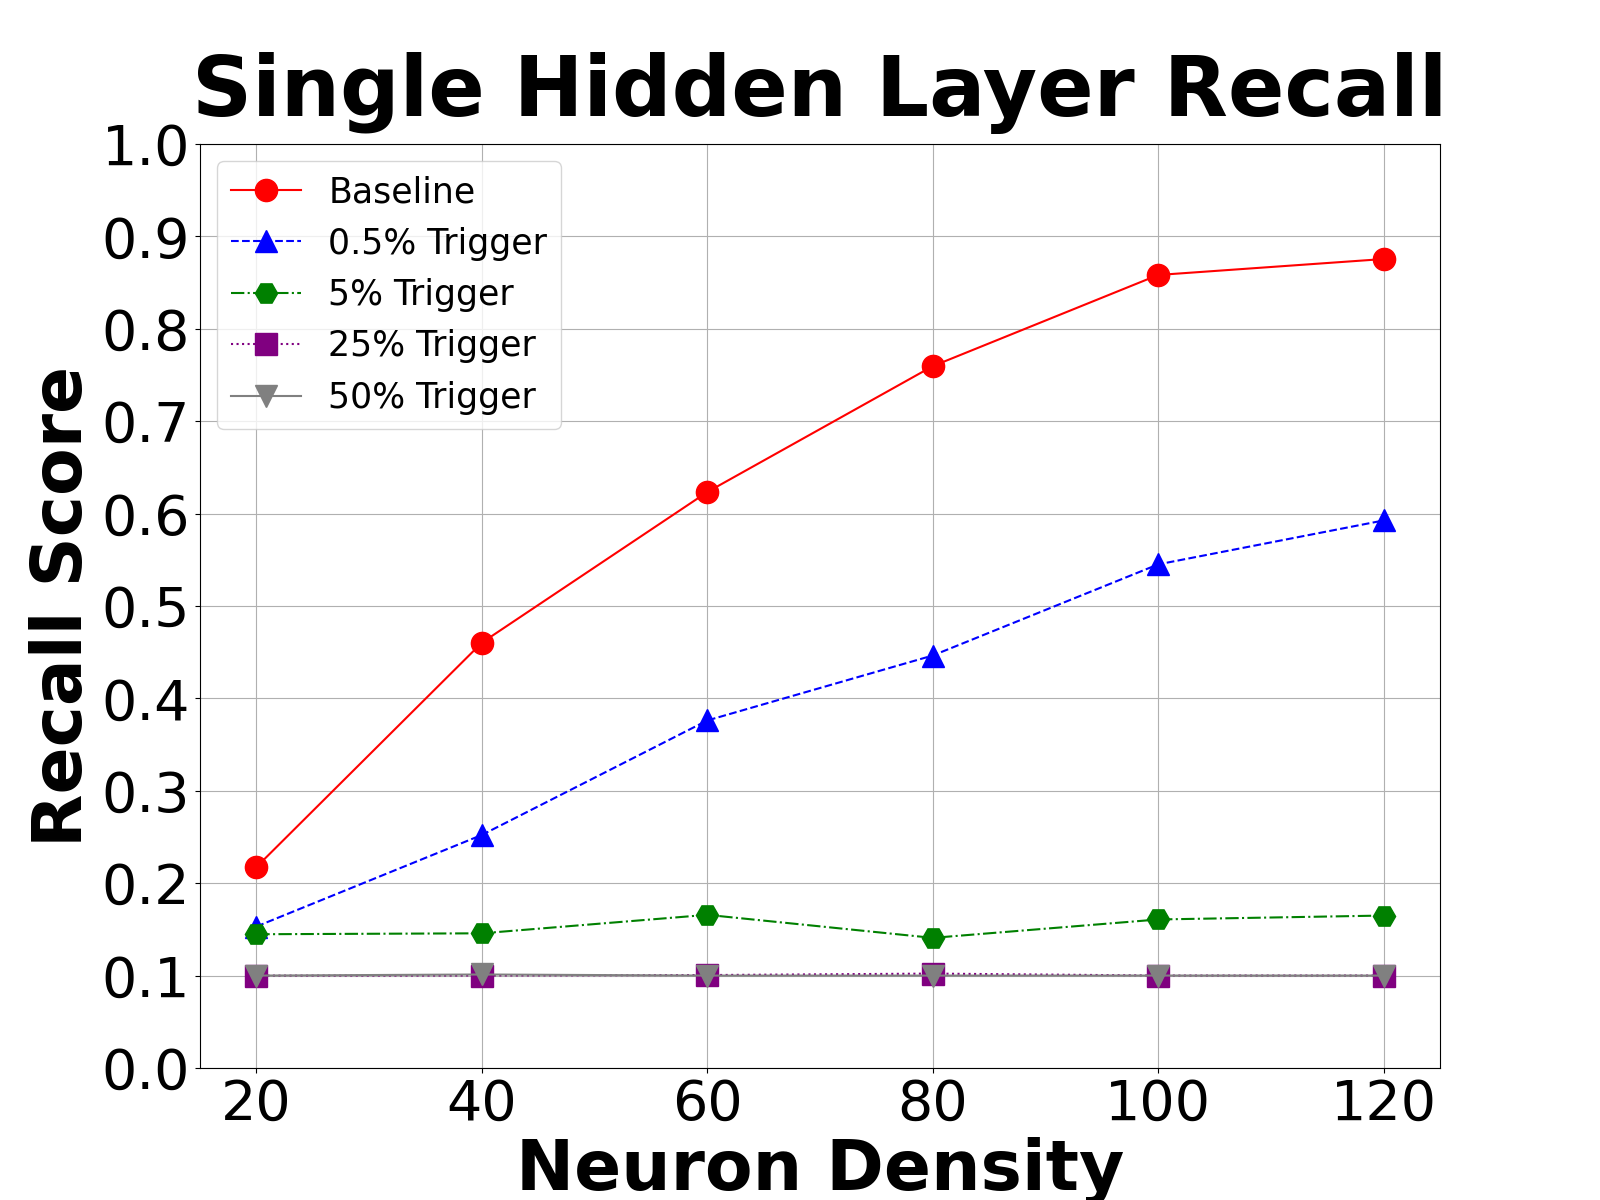 Single Hidden Layer Recall
1.0
0.9
0.8
0.7
0.6
0.5
0.4
0.3
0.2
0.1
0.0
Recall Score
Baseline
0.5% Trigger
5% Trigger
25% Trigger
50% Trigger
20 40 60 80 100 120
Neuron Density